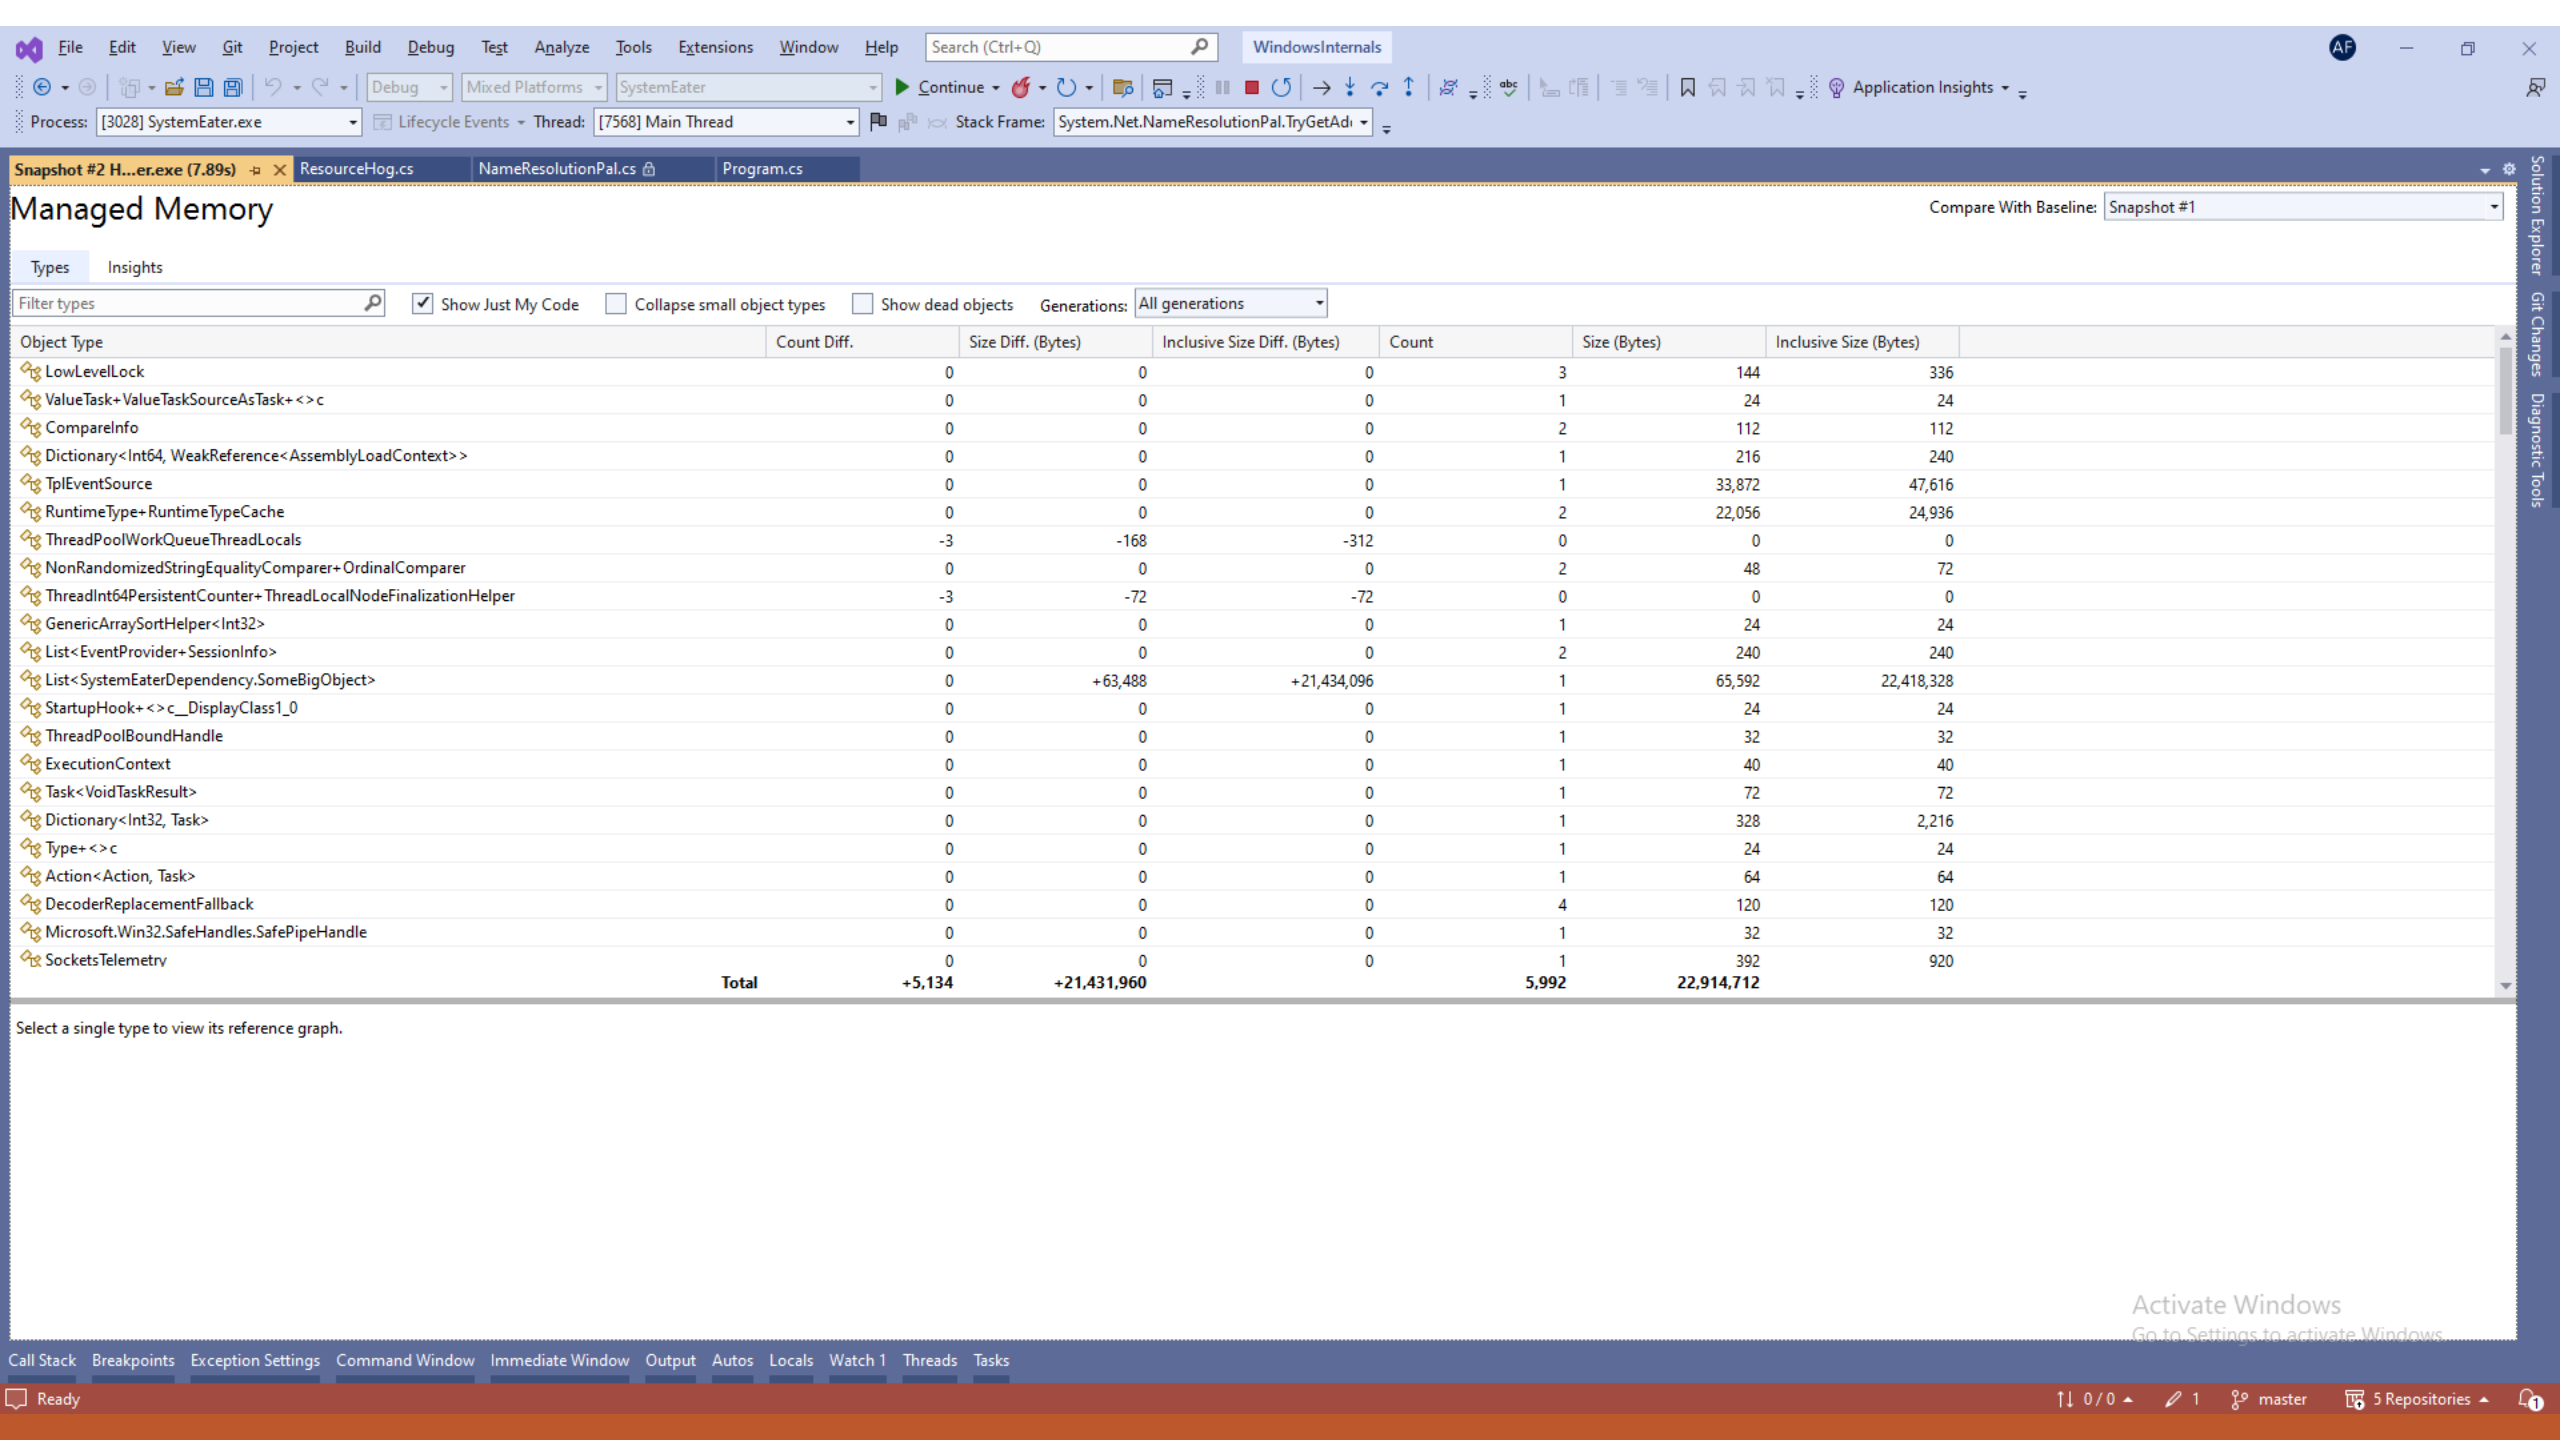 File Edit View Git Project Build Debug Test Analyze Tools Extensions Window Help Search (Ctrl+Q) WindowsInternals AF
Debug Mixed Platforms SystemEater Continue Application Insights
Process: [3028] SystemEater.exe Lifecycle Events Thread: [7568] Main Thread Stack Frame: System.Net.NameResolutionPal.TryGetAd
Snapshot #2 H...er.exe (7.89s) ResourceHog.cs NameResolutionPal.cs Program.cs
Managed Memory Compare With Baseline: Snapshot #1
Types Insights
Filter types Show Just My Code Collapse small object types Show dead objects Generations: All generations
Object Type Count Diff. Size Diff. (Bytes) Inclusive Size Diff. (Bytes) Count Size (Bytes) Inclusive Size (Bytes)
LowLevelLock 0 0 0 3 144 336
ValueTask+ValueTaskSourceAsTask+<>c 0 0 0 1 24 24
CompareInfo 0 0 0 2 112 112
Dictionary<Int64, WeakReference<AssemblyLoadContext>> 0 0 0 1 216 240
TplEventSource 0 0 0 1 33,872 47,616
RuntimeType+RuntimeTypeCache 0 0 0 2 22,056 24,936
ThreadPoolWorkQueueThreadLocals -3 -168 -312 0 0 0
NonRandomizedStringEqualityComparer+OrdinalComparer 0 0 0 2 48 72
ThreadInt64PersistentCounter+ThreadLocalNodeFinalizationHelper -3 -72 -72 0 0 0
GenericArraySortHelper<Int32> 0 0 0 1 24 24
List<EventProvider+SessionInfo> 0 0 0 2 240 240
List<SystemEaterDependency.SomeBigObject> 0 +63,488 +21,434,096 1 65,592 22,418,328
StartupHook+<>c__DisplayClass1_0 0 0 0 1 24 24
ThreadPoolBoundHandle 0 0 0 1 32 32
ExecutionContext 0 0 0 1 40 40
Task<VoidTaskResult> 0 0 0 1 72 72
Dictionary<Int32, Task> 0 0 0 1 328 2,216
Type+<>c 0 0 0 1 24 24
Action<Action, Task> 0 0 0 1 64 64
DecoderReplacementFallback 0 0 0 4 120 120
Microsoft.Win32.SafeHandles.SafePipeHandle 0 0 0 1 32 32
SocketsTelemetry 0 0 0 1 392 920
Total +5,134 +21,431,960 5,992 22,914,712
Select a single type to view its reference graph.
Solution Explorer
Git Changes
Diagnostic Tools
Activate Windows
Go to Settings to activate Windows.
Call Stack Breakpoints Exception Settings Command Window Immediate Window Output Autos Locals Watch 1 Threads Tasks
Ready 0 / 0 1 master 5 Repositories 1